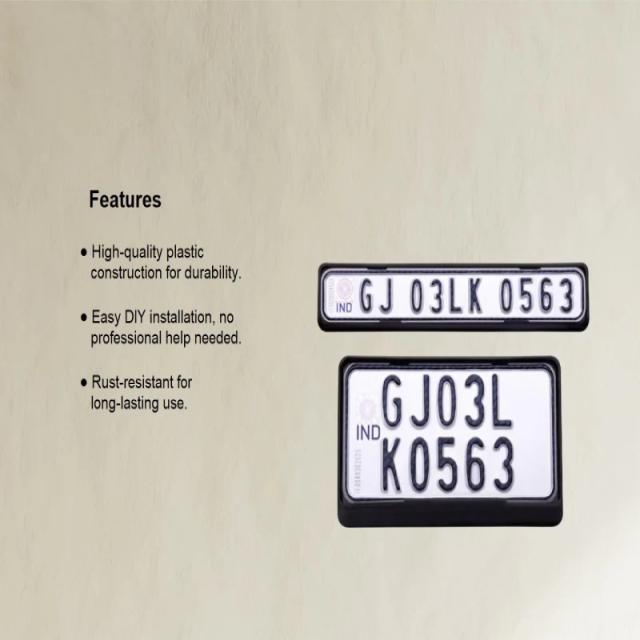 Features
● High-quality plastic
construction for durability.
● Easy DIY installation, no
professional help needed.
● Rust-resistant for
long-lasting use.
IND
GJ 03LK 0563
GJ03L
IND
K0563